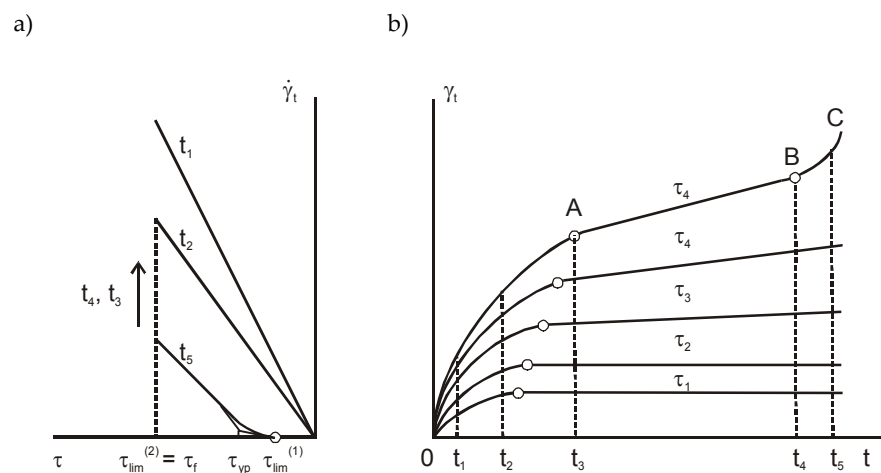 a)
b)
γ̇t
t1
t2
t4, t3
t5
τ τlim(2) = τf τyp τlim(1)
γt
C
B
A
τ4
τ4
τ3
τ2
τ1
0 t1 t2 t3 t4 t5 t